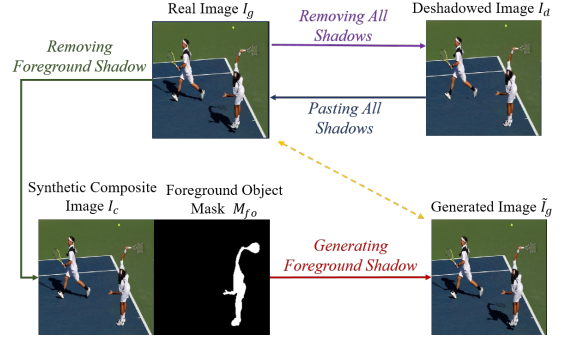 Real Image I_g
Removing All
Shadows
Deshadowed Image I_d
Removing
Foreground Shadow
Pasting All
Shadows
Synthetic Composite
Image I_c
Foreground Object
Mask M_fo
Generating
Foreground Shadow
Generated Image Ĩ_g